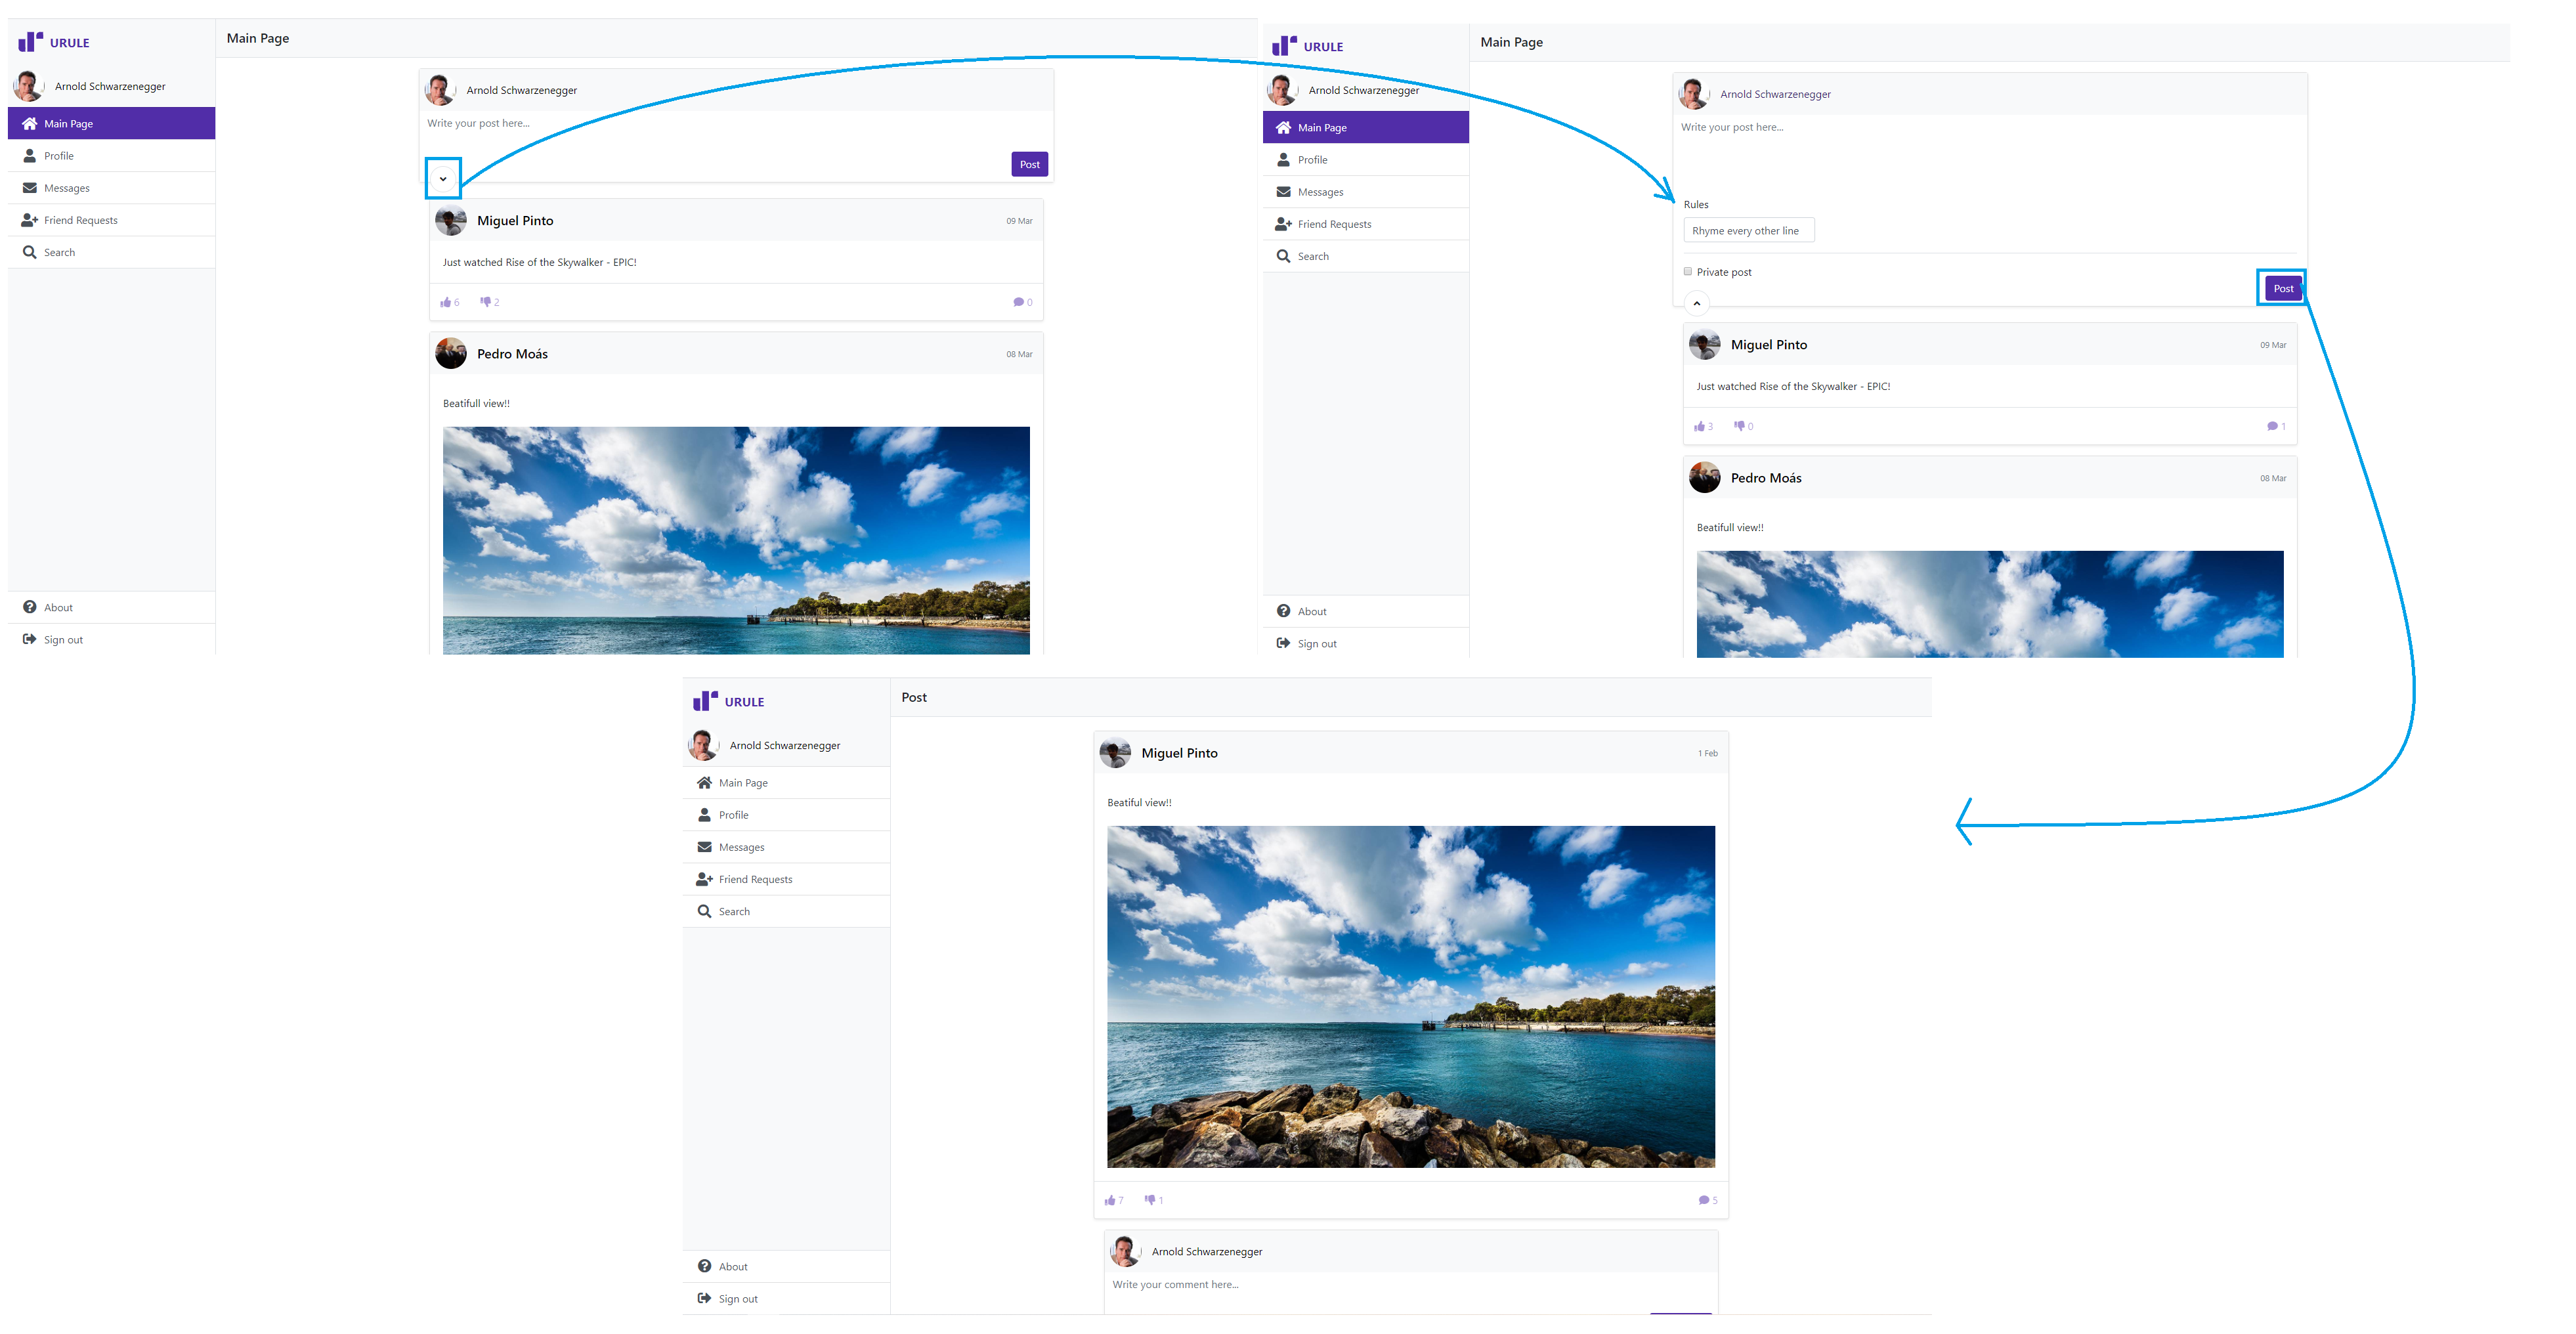 URULE
Main Page
Arnold Schwarzenegger
Main Page
Profile
Messages
Friend Requests
Search
About
Sign out
Arnold Schwarzenegger
Write your post here...
Post
Miguel Pinto 09 Mar
Just watched Rise of the Skywalker - EPIC!
6 2 0
Pedro Moás 08 Mar
Beatifull view!!
URULE
Main Page
Arnold Schwarzenegger
Main Page
Profile
Messages
Friend Requests
Search
About
Sign out
Arnold Schwarzenegger
Write your post here...
Rules
Rhyme every other line
Private post
Post
Miguel Pinto 09 Mar
Just watched Rise of the Skywalker - EPIC!
3 0 1
Pedro Moás 08 Mar
Beatifull view!!
URULE
Post
Arnold Schwarzenegger
Main Page
Profile
Messages
Friend Requests
Search
About
Sign out
Miguel Pinto 1 Feb
Beatiful view!!
7 1 5
Arnold Schwarzenegger
Write your comment here...